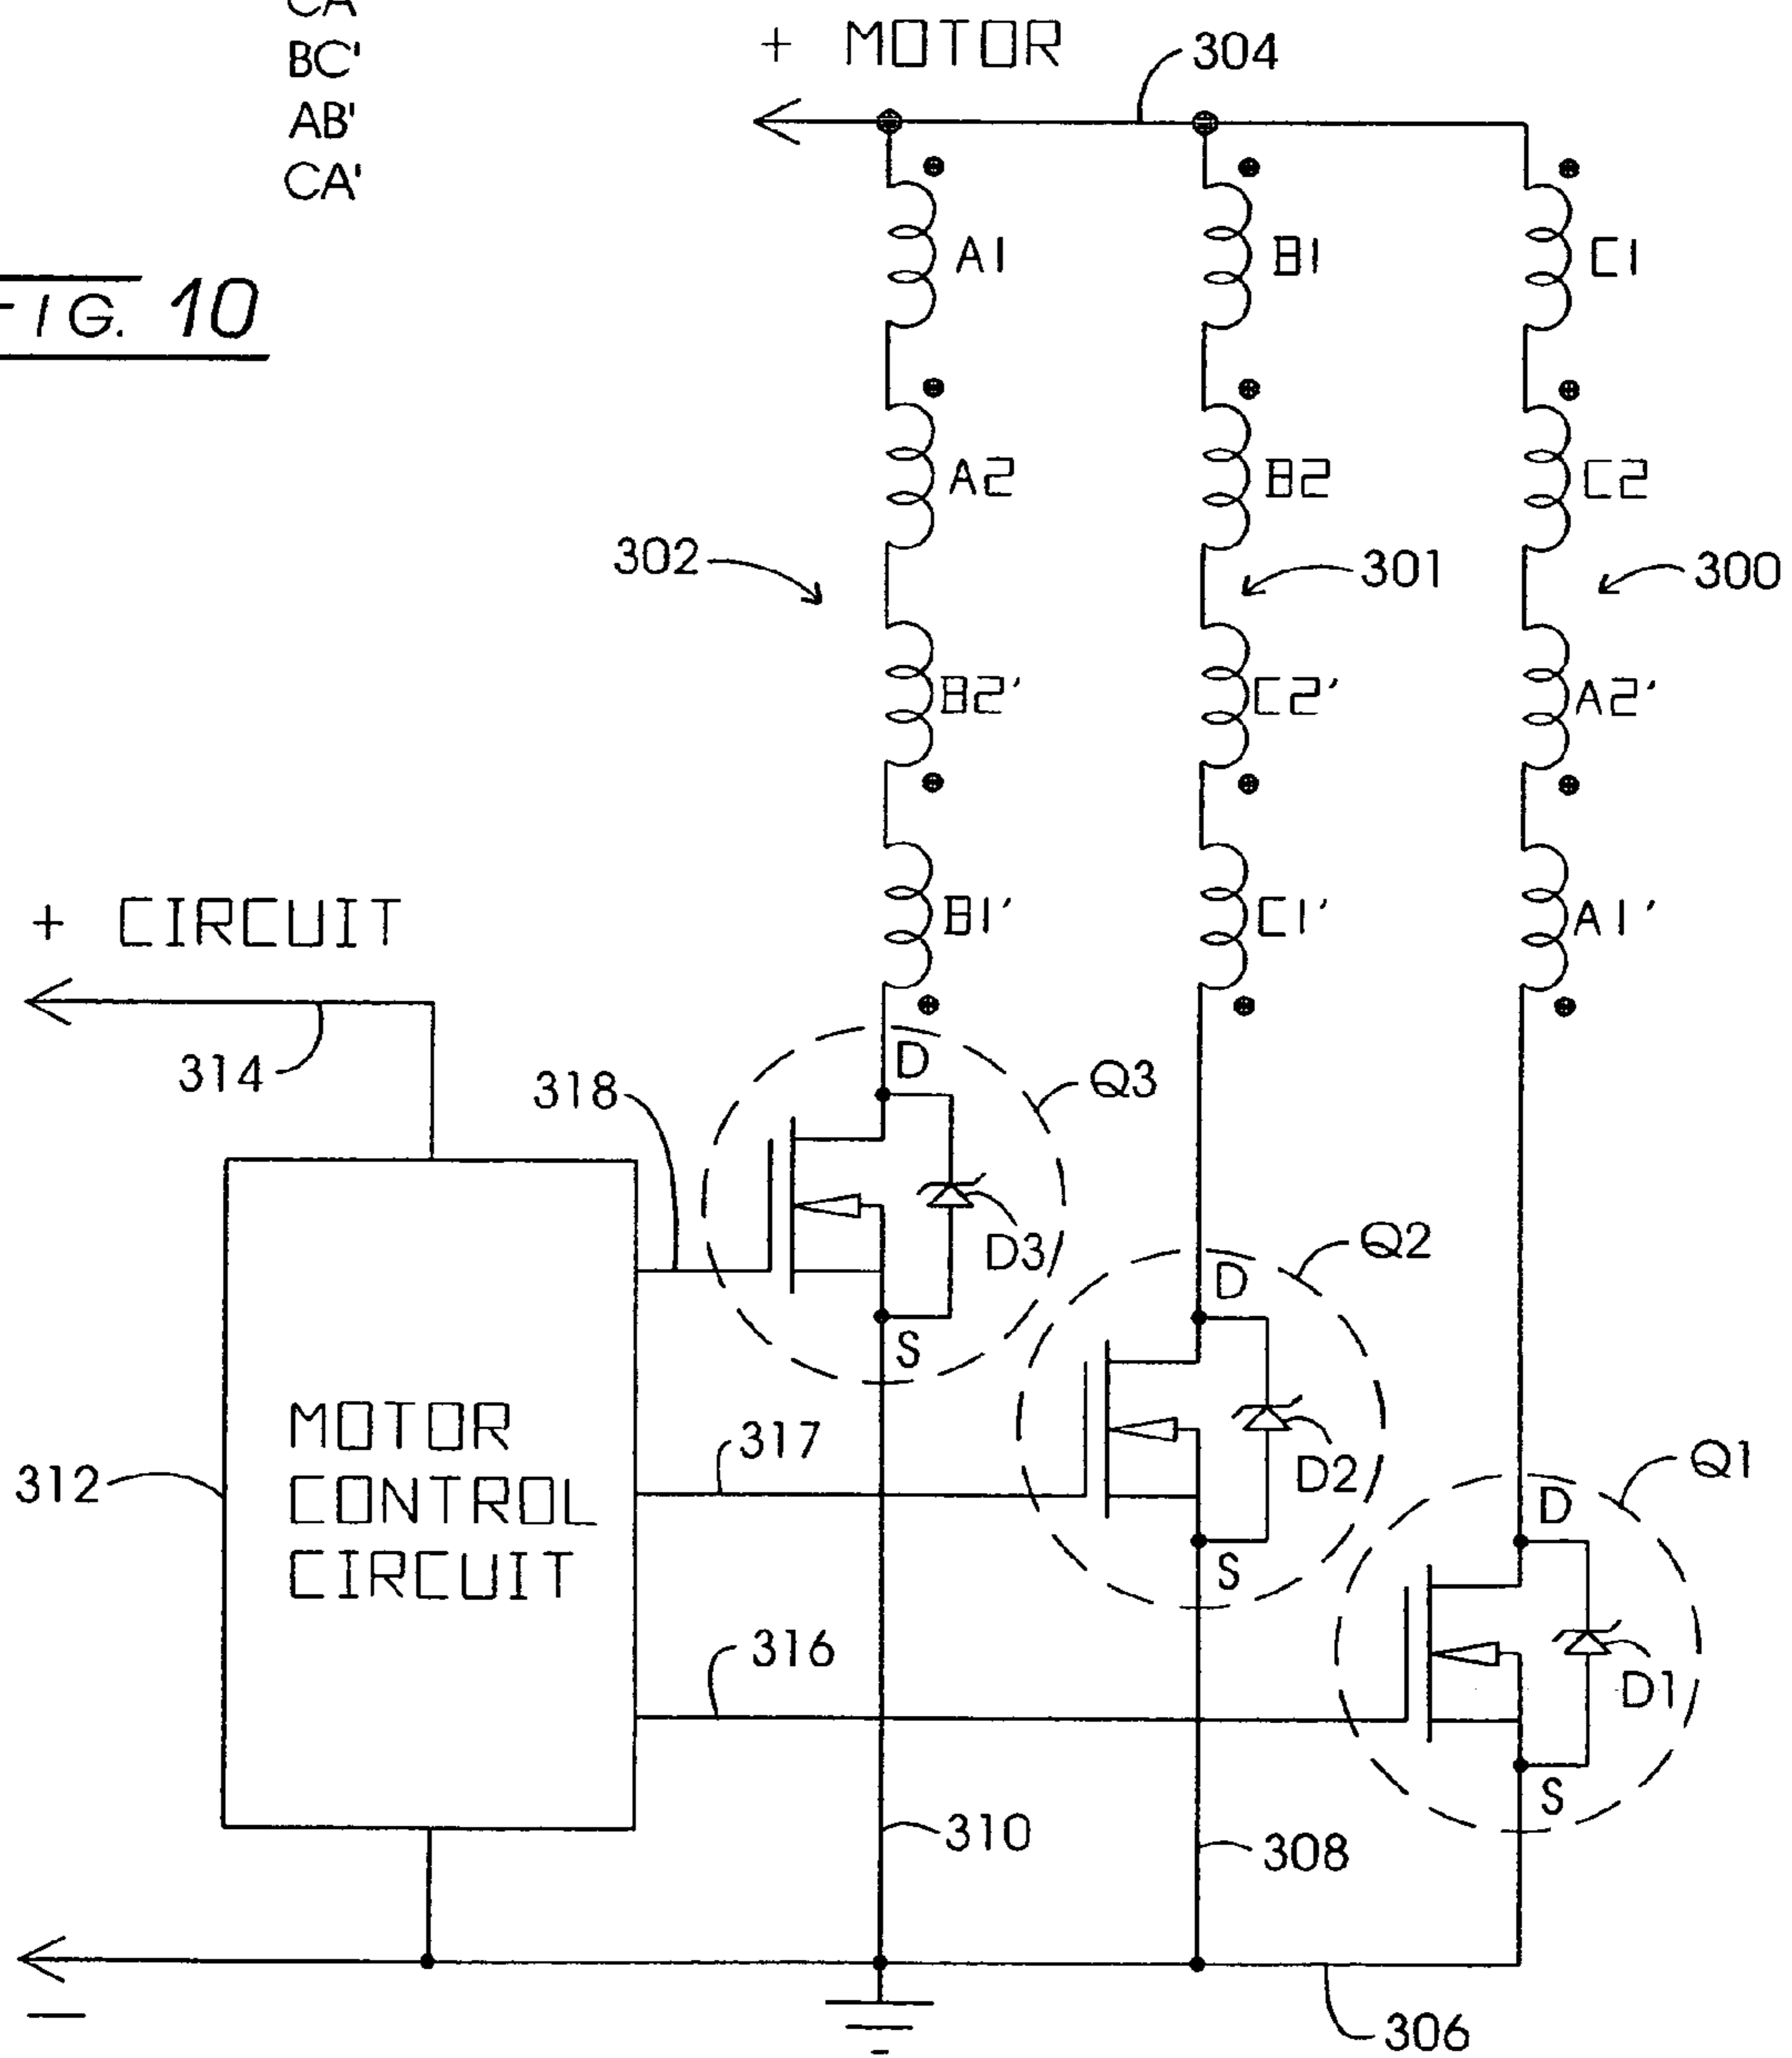 CA
BC'
AB'
CA'
FIG. 10
+ MOTOR
304
A1
B1
C1
A2
B2
C2
302
301
300
B2'
C2'
A2'
B1'
C1'
A1'
+ CIRCUIT
314
318
D
Q3
D3
S
Q2
D
D2
S
Q1
D
D1
S
312
MOTOR
CONTROL
CIRCUIT
317
316
310
308
306
—